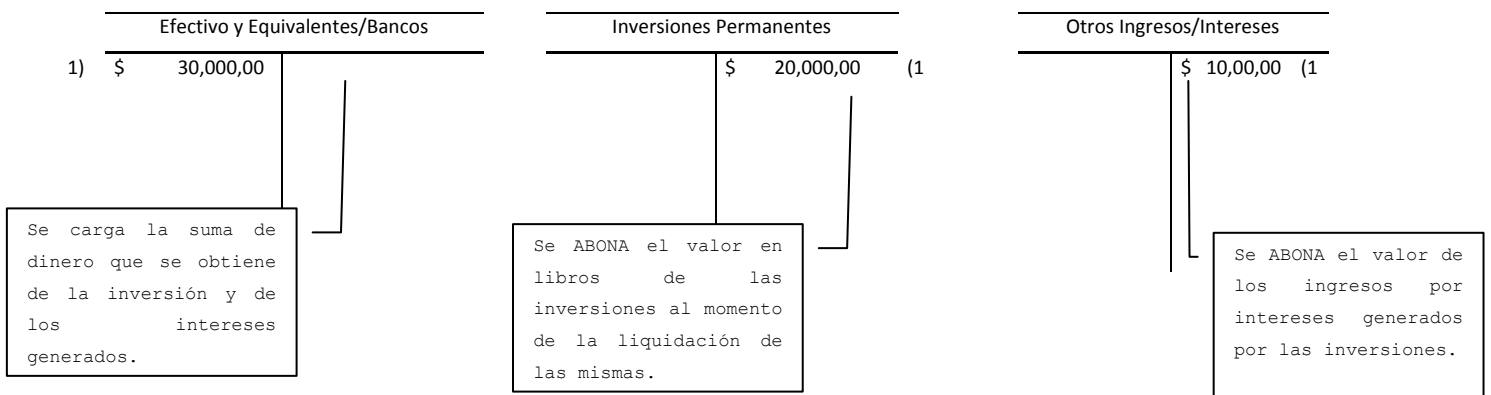 Efectivo y Equivalentes/Bancos
1) $ 30,000,00
Se carga la suma de
dinero que se obtiene
de la inversión y de
los intereses
generados.
Inversiones Permanentes
$ 20,000,00 (1
Se ABONA el valor en
libros de las
inversiones al momento
de la liquidación de
las mismas.
Otros Ingresos/Intereses
$ 10,00,00 (1
Se ABONA el valor de
los ingresos por
intereses generados
por las inversiones.